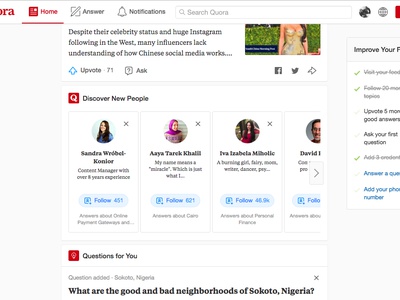 ora
Home
Answer
Notifications
Search Quora
Despite their celebrity status and huge Instagram
following in the West, many influencers lack
understanding of how Chinese social media works....
Upvote · 71
Ask
Discover New People
Sandra Wróbel-
Konior
Content Manager with
over 8 years experience
Follow 451
Answers about Online
Payment Gateways and...
Aaya Tarek Khalil
My name means a
"miracle". Which is just
what I...
Follow 621
Answers about Cairo
Iva Izabela Miholic
A burning girl, fairy, mom,
writer, dancer, psy...
Follow 46.9k
Answers about Personal
Finance
David
Follow
Answers
Questions for You
Question added · Sokoto, Nigeria
What are the good and bad neighborhoods of Sokoto, Nigeria?
Improve Your F
Visit your feed
Follow 20 more
topics
Upvote 5 more
good answers
Ask your first
question
Add 3 credent
Answer a ques
Add your phone
number